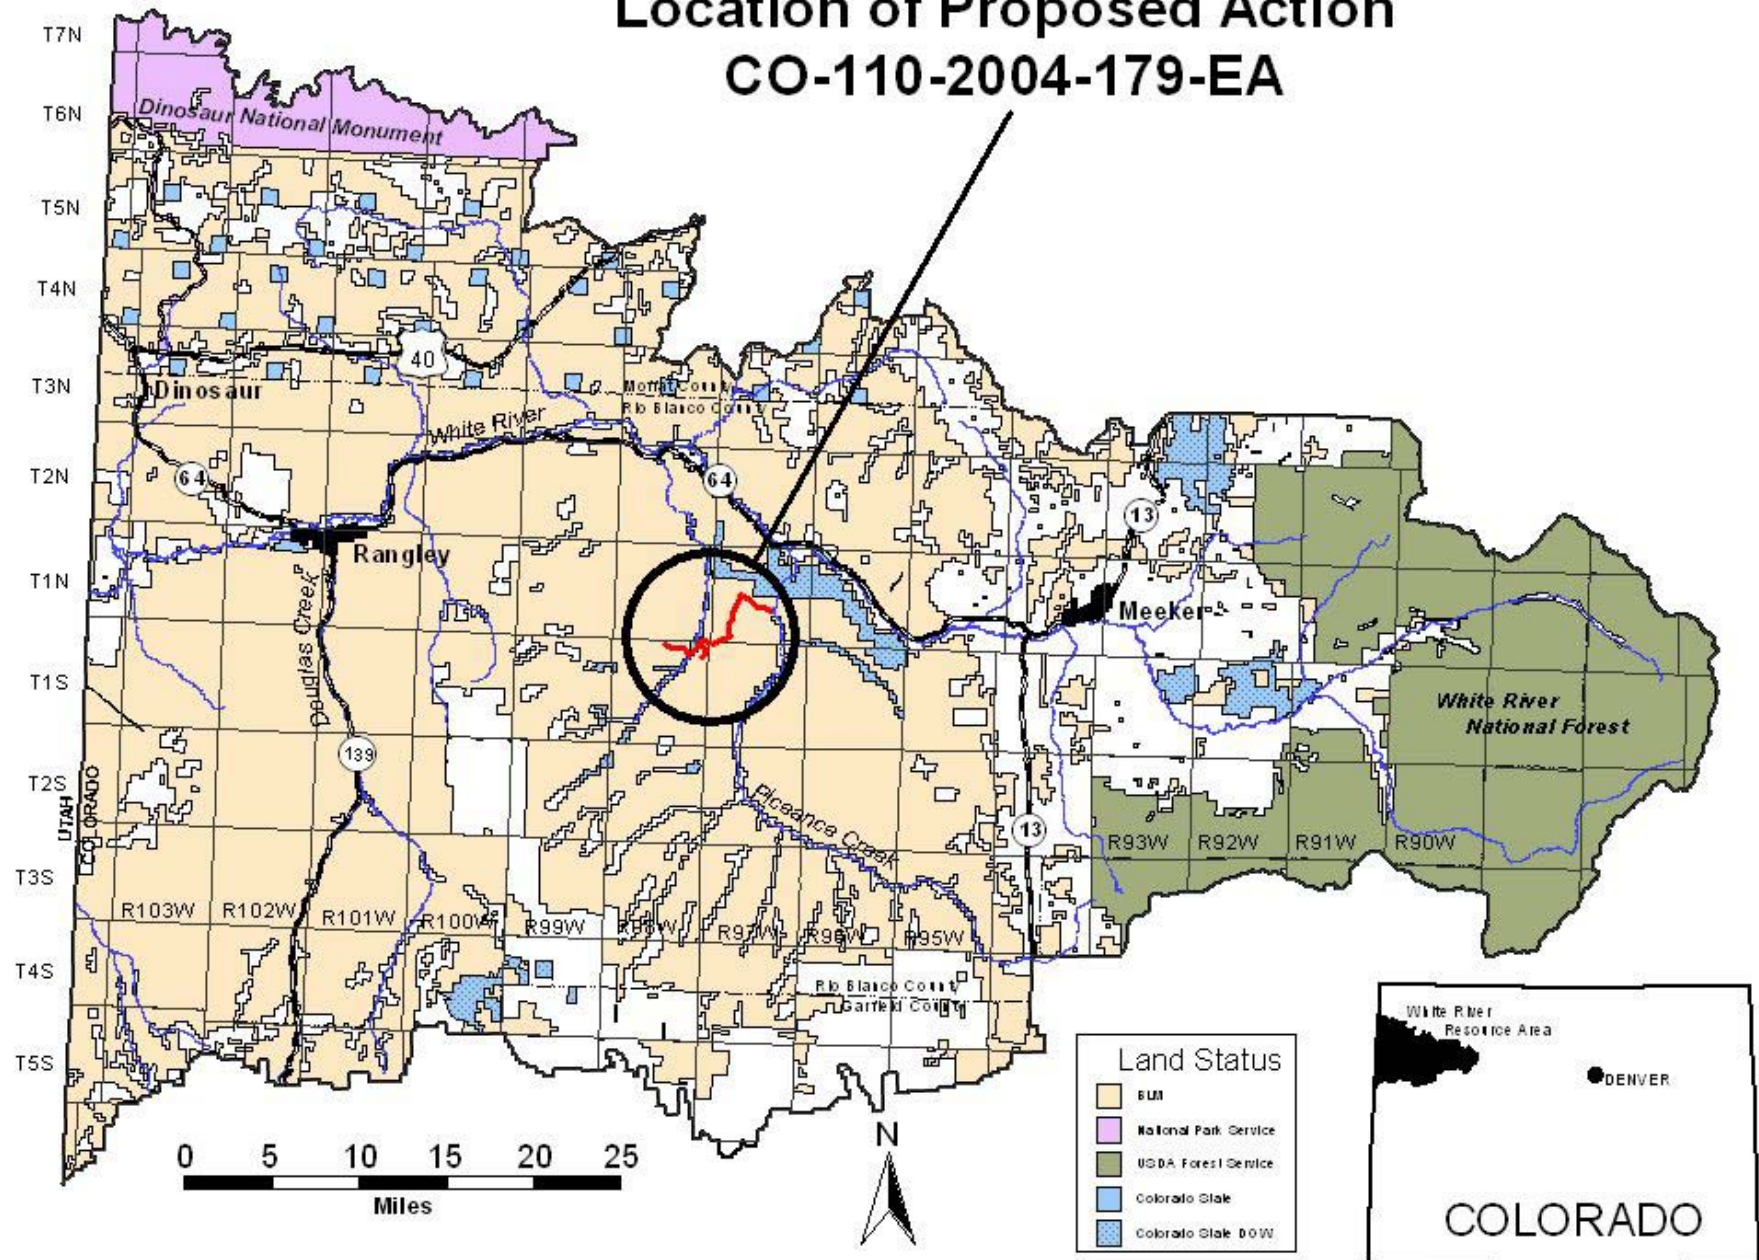 Location of Proposed Action
CO-110-2004-179-EA
T7N
T6N
T5N
T4N
T3N
T2N
T1N
T1S
T2S
T3S
T4S
T5S
Dinosaur National Monument
40
Dinosaur
Moffat County
Rio Blanco County
White River
64
64
13
Rangley
Meeker
Douglas Creek
139
UTAH
COLORADO
White River
National Forest
Piceance Creek
13
R93W
R92W
R91W
R90W
R103W
R102W
R101W
R100W
R99W
R98W
R97W
R96W
R95W
Rio Blanco County
Garfield County
0 5 10 15 20 25
Miles
N
Land Status
BLM
National Park Service
USDA Forest Service
Colorado State
Colorado State DOW
White River
Resource Area
DENVER
COLORADO